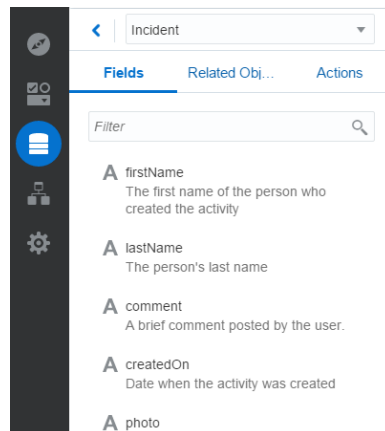 Incident
Fields Related Obj... Actions
Filter
A firstName
The first name of the person who
created the activity
A lastName
The person's last name
A comment
A brief comment posted by the user.
A createdOn
Date when the activity was created
A photo